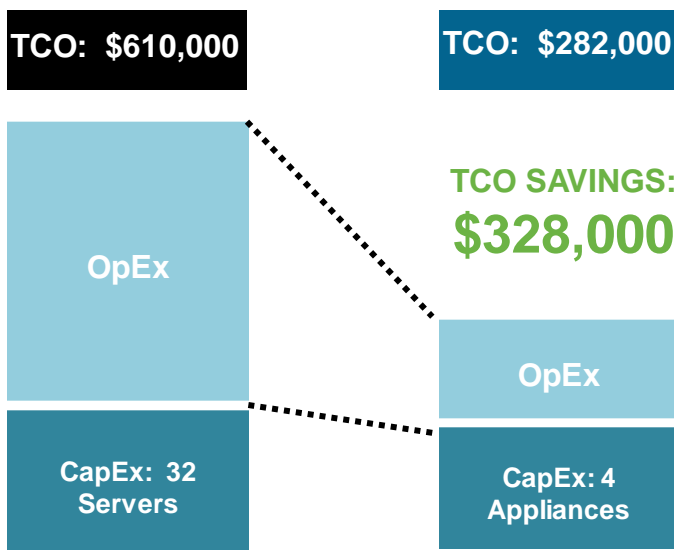 TCO: $610,000
TCO: $282,000
TCO SAVINGS:
$328,000
OpEx
OpEx
CapEx: 32
Servers
CapEx: 4
Appliances